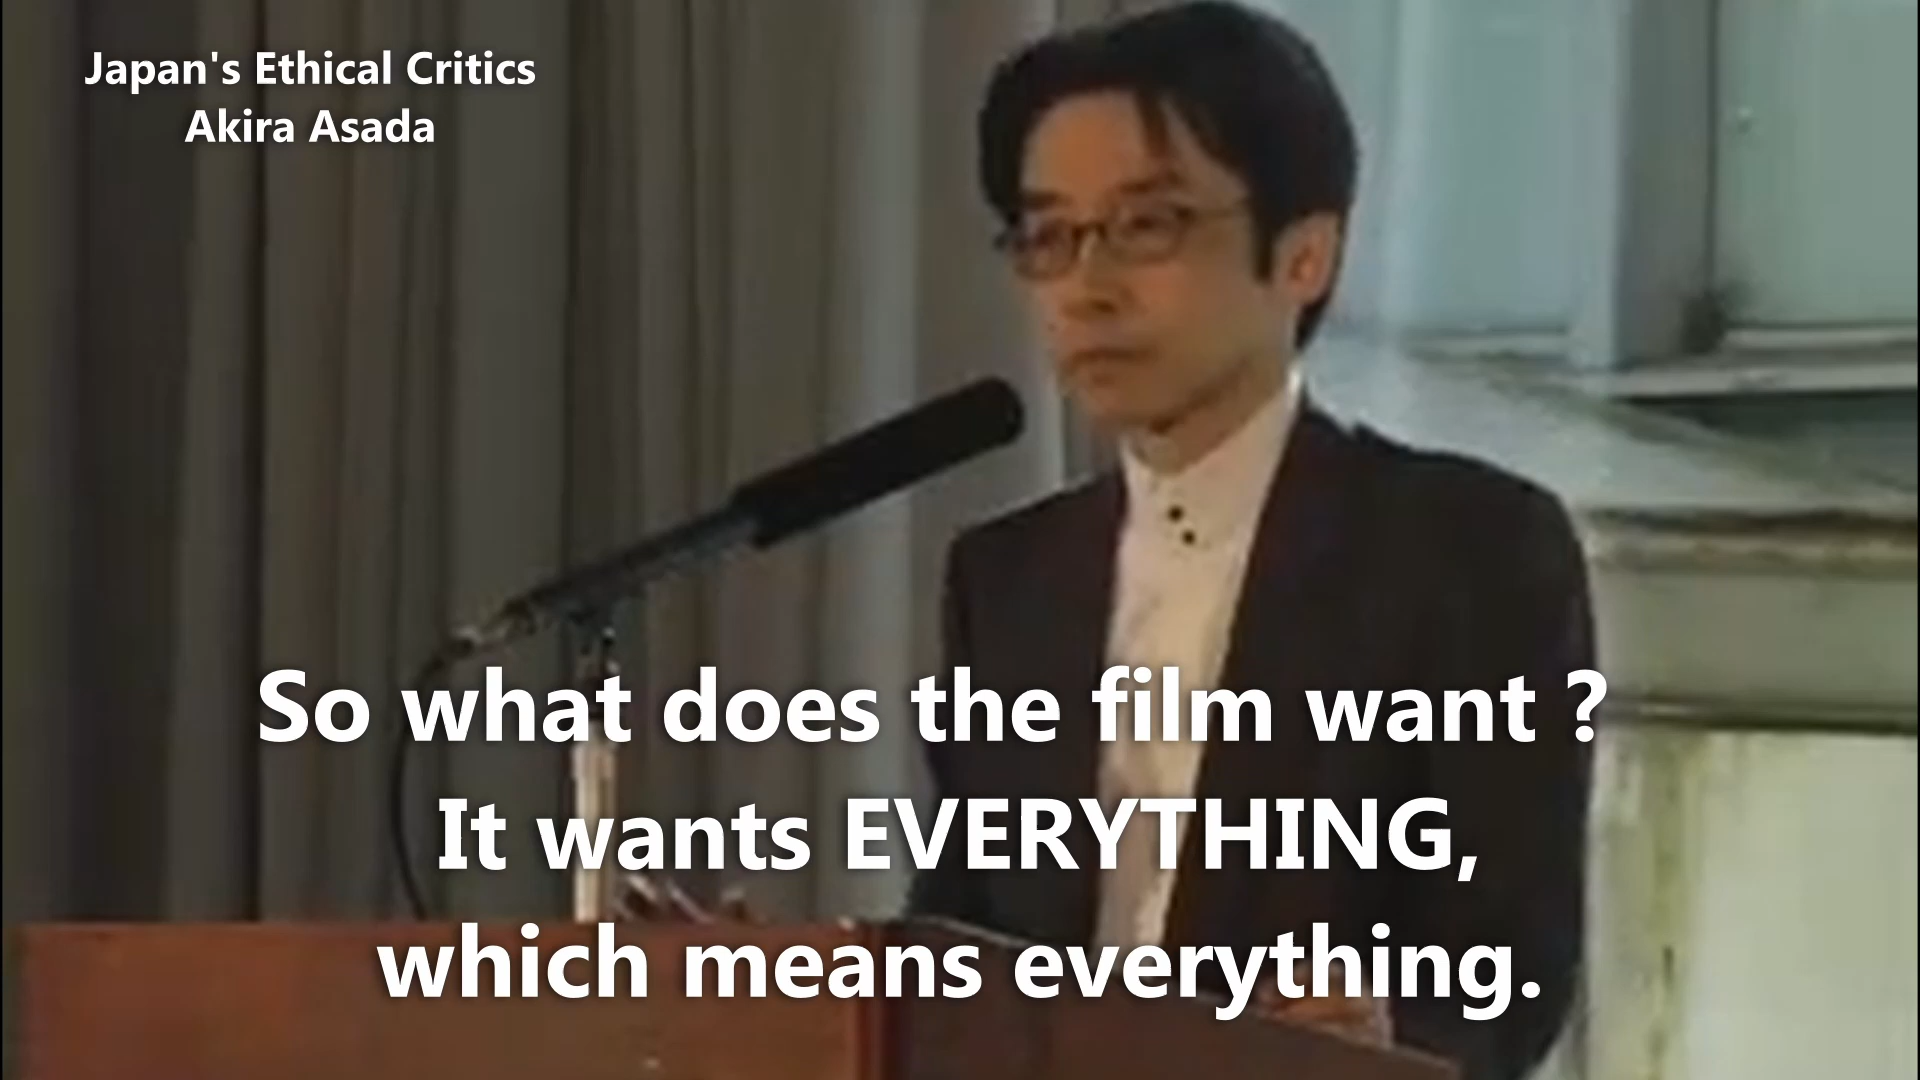 Japan's Ethical Critics
Akira Asada
So what does the film want ?
It wants EVERYTHING,
which means everything.